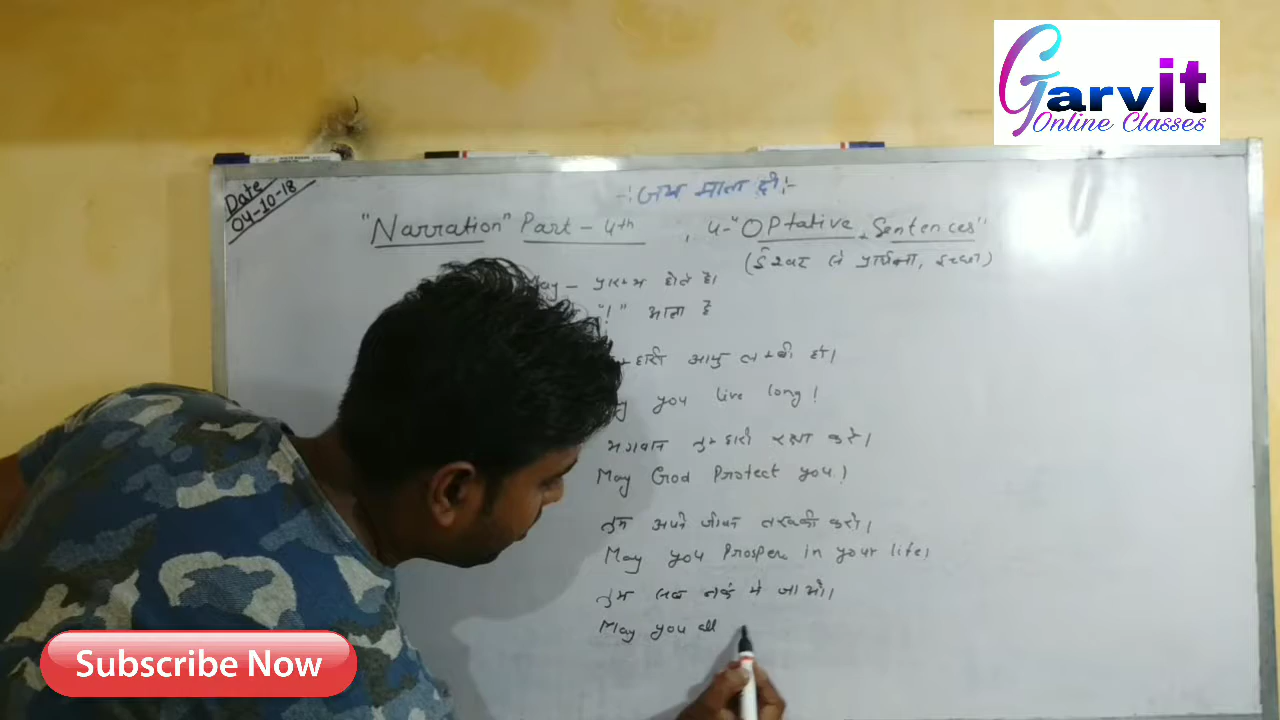 Garvit
Online Classes
Date
04-10-18
-:जय माता दी:-
"Narration" Part - 4th , 4-"OPtative Sentences"
(ईश्वर से प्रार्थना, इच्छा)
May - प्रारम्भ होते है।
"!" आता है
आयु लम्बी हो।
you live long!
भगवान तुम्हारी रक्षा करे।
May God Protect you!
तुम अपने जीवन तरक्की करो।
May you Prosper in your life!
तुम सब नर्क में जाओ।
May you all
Subscribe Now